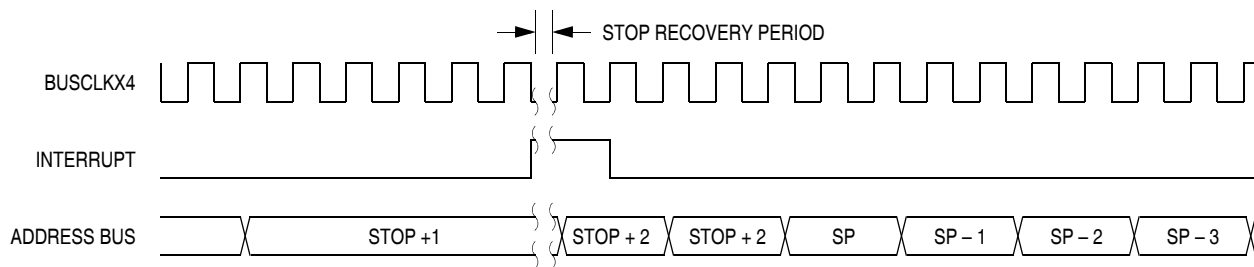 STOP RECOVERY PERIOD
BUSCLKX4
INTERRUPT
ADDRESS BUS STOP +1 STOP + 2 STOP + 2 SP SP – 1 SP – 2 SP – 3